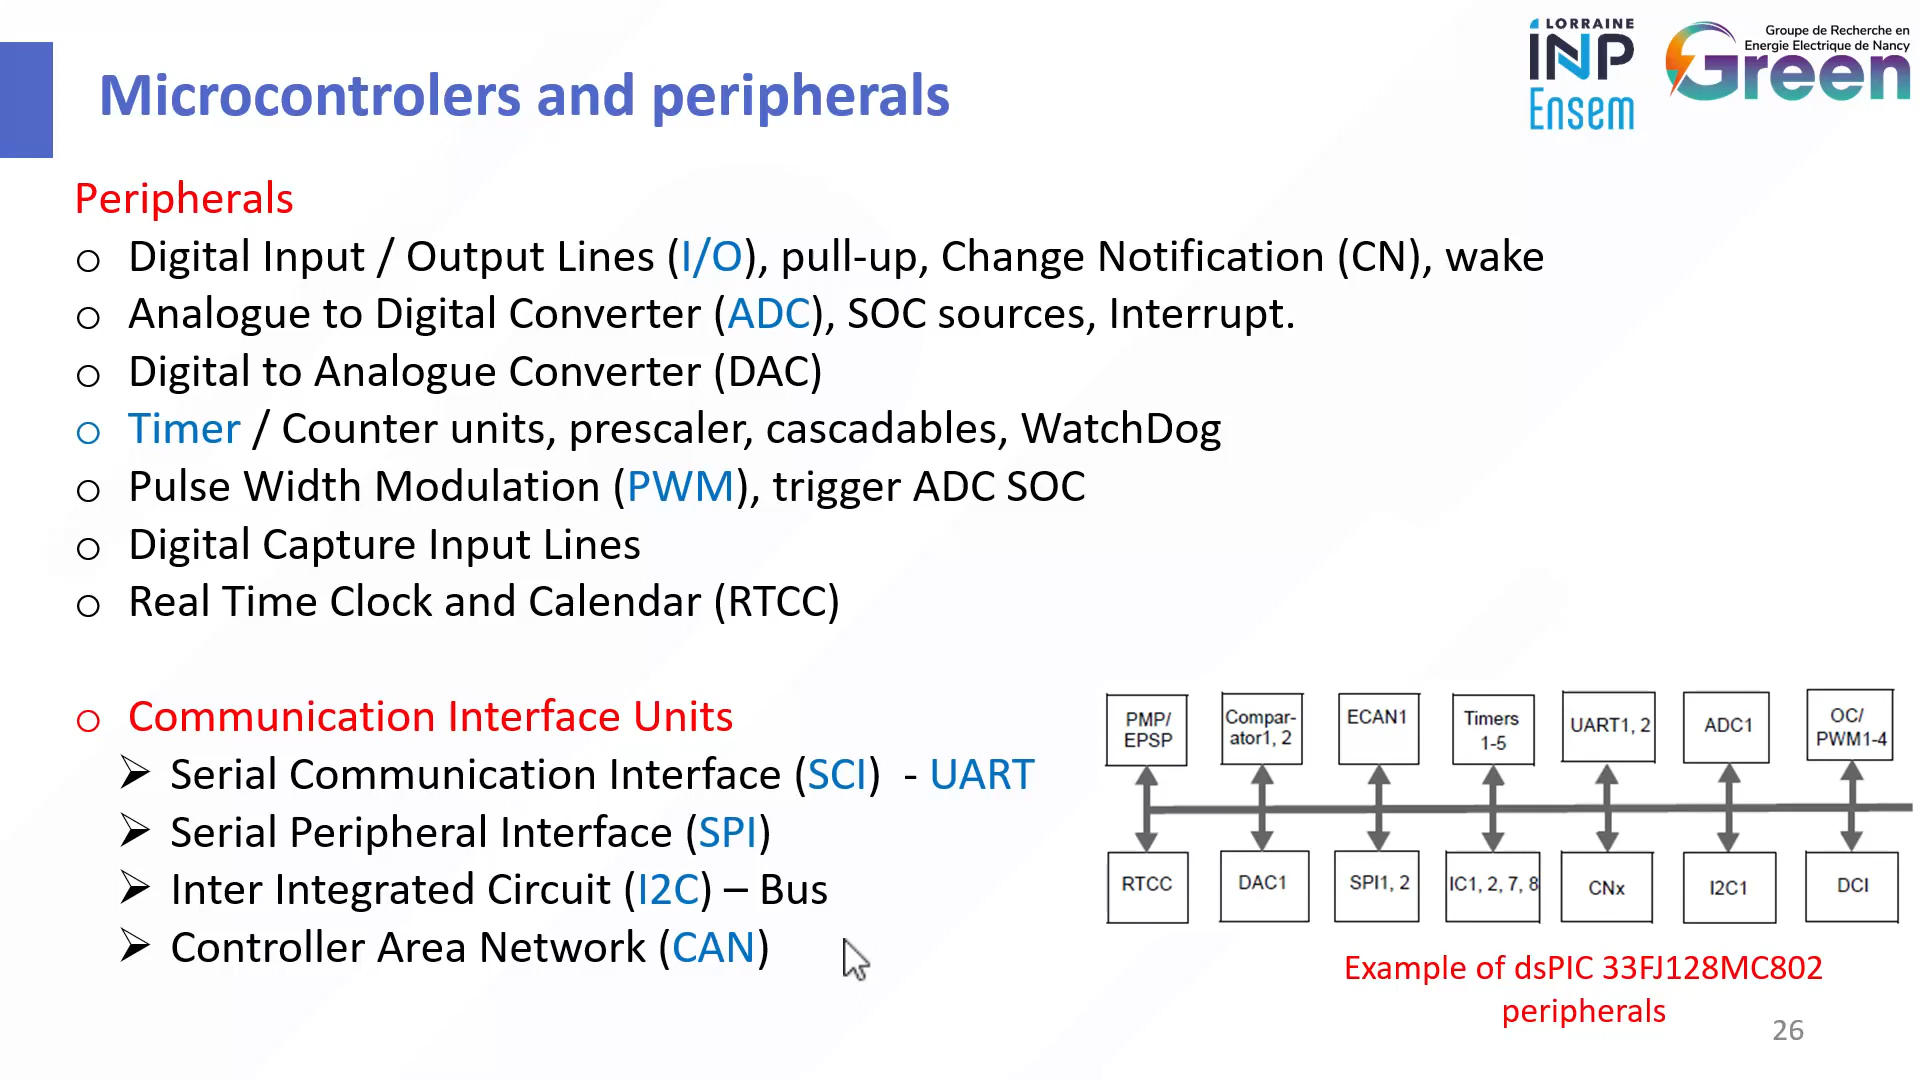 LORRAINE
INP
Ensem
Groupe de Recherche en
Energie Electrique de Nancy
Green
Microcontrolers and peripherals
Peripherals
o Digital Input / Output Lines (I/O), pull-up, Change Notification (CN), wake
o Analogue to Digital Converter (ADC), SOC sources, Interrupt.
o Digital to Analogue Converter (DAC)
o Timer / Counter units, prescaler, cascadables, WatchDog
o Pulse Width Modulation (PWM), trigger ADC SOC
o Digital Capture Input Lines
o Real Time Clock and Calendar (RTCC)
o Communication Interface Units
➢ Serial Communication Interface (SCI) - UART
➢ Serial Peripheral Interface (SPI)
➢ Inter Integrated Circuit (I2C) – Bus
➢ Controller Area Network (CAN)
PMP/
EPSP
Compar-
ator1, 2
ECAN1
Timers
1-5
UART1, 2
ADC1
OC/
PWM1-4
RTCC
DAC1
SPI1, 2
IC1, 2, 7, 8
CNx
I2C1
DCI
Example of dsPIC 33FJ128MC802
peripherals
26